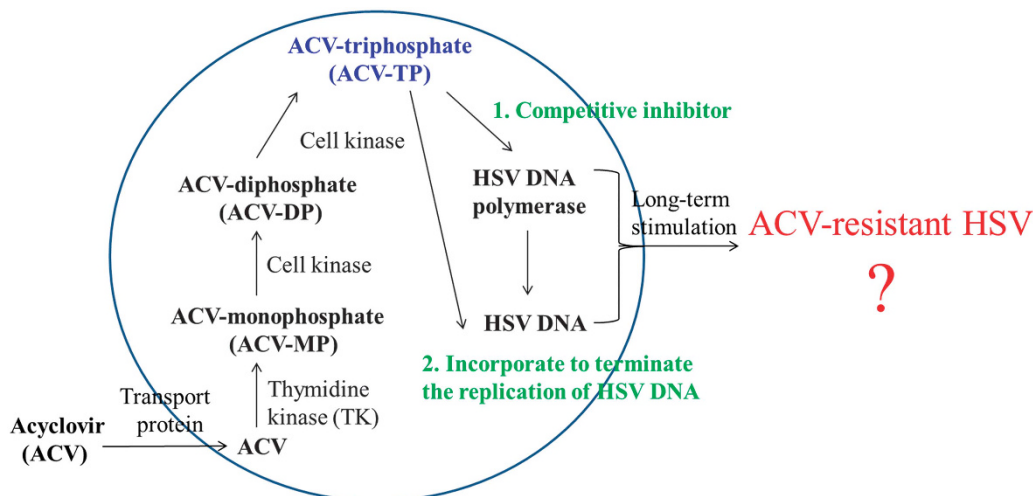 ACV-triphosphate
(ACV-TP)
1. Competitive inhibitor
Cell kinase
ACV-diphosphate
(ACV-DP)
HSV DNA
polymerase
Long-term
stimulation
ACV-resistant HSV
?
Cell kinase
ACV-monophosphate
(ACV-MP)
HSV DNA
2. Incorporate to terminate
the replication of HSV DNA
Thymidine
kinase (TK)
Transport
protein
Acyclovir
(ACV)
ACV